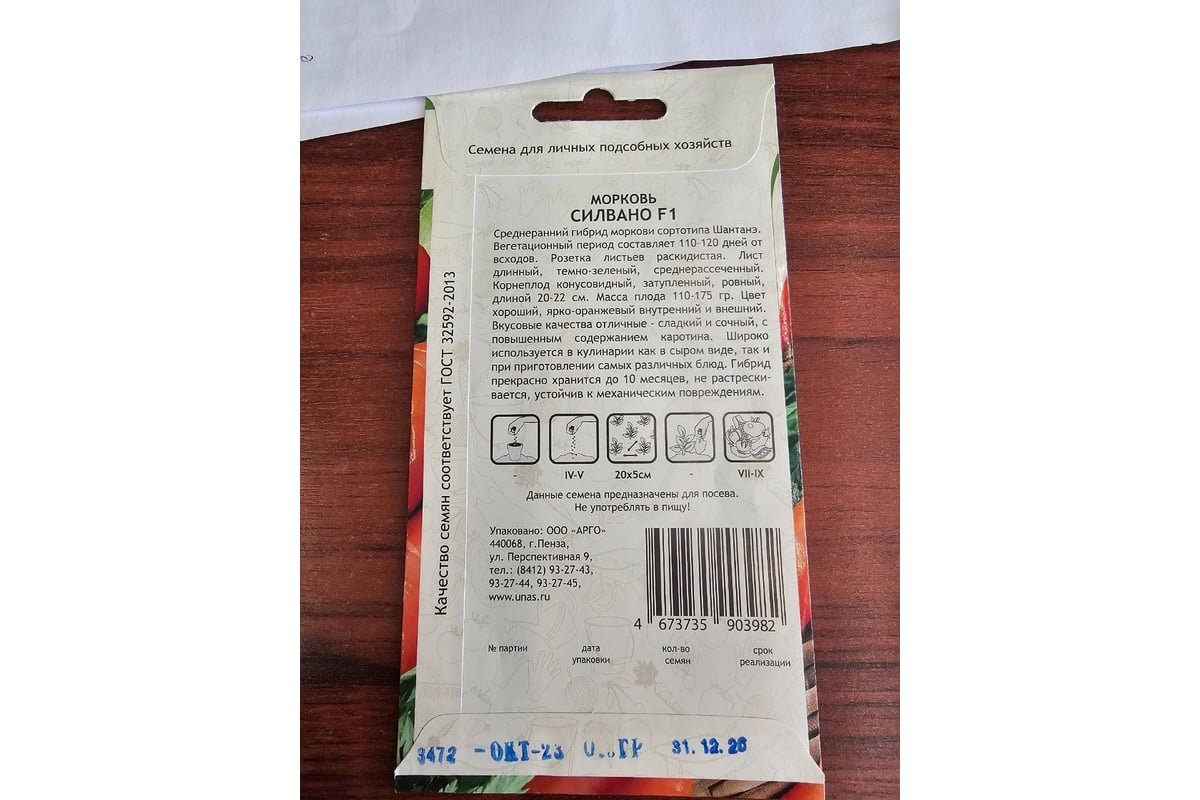 Семена для личных подсобных хозяйств
МОРКОВЬ
СИЛВАНО F1
Среднеранний гибрид моркови сортотипа Шантанэ.
Вегетационный период составляет 110-120 дней от
всходов. Розетка листьев раскидистая. Лист
длинный, темно-зеленый, среднерассеченный.
Корнеплод конусовидный, затупленный, ровный,
длиной 20-22 см. Масса плода 110-175 гр. Цвет
хороший, ярко-оранжевый внутренний и внешний.
Вкусовые качества отличные - сладкий и сочный, с
повышенным содержанием каротина. Широко
используется в кулинарии как в сыром виде, так и
при приготовлении самых различных блюд. Гибрид
прекрасно хранится до 10 месяцев, не растрески-
вается, устойчив к механическим повреждениям.
- IV-V 20х5см - VII-IX
Данные семена предназначены для посева.
Не употреблять в пищу!
Упаковано: ООО «АРГО»
440068, г.Пенза,
ул. Перспективная 9,
тел.: (8412) 93-27-43,
93-27-44, 93-27-45,
www.unas.ru
4 673735 903982
№ партии
дата
упаковки
кол-во
семян
срок
реализации
3472 -ОКТ-23 31.12.26
Качество семян соответствует ГОСТ 32592-2013